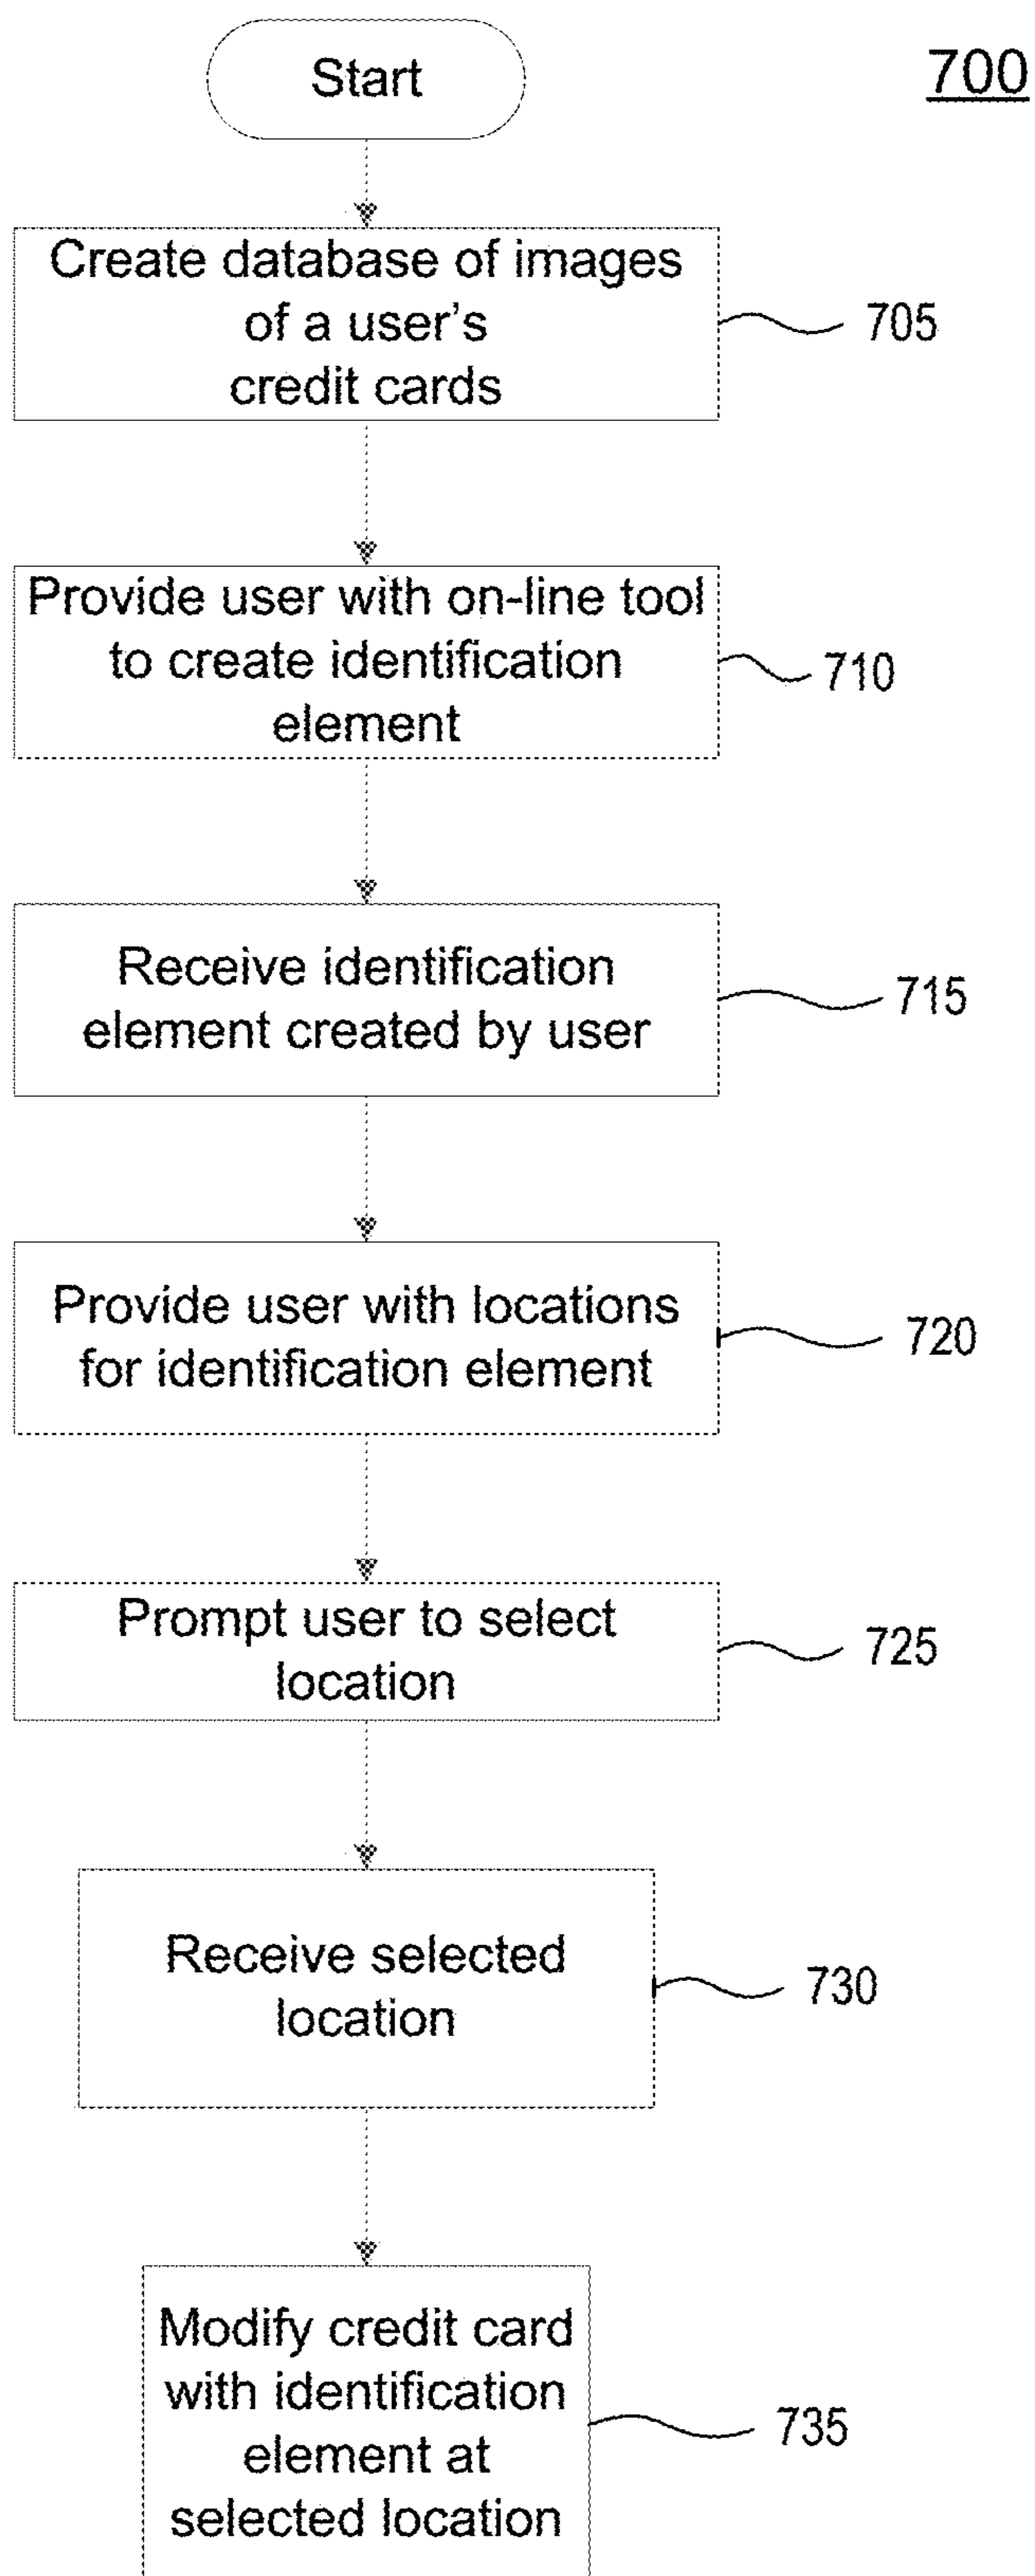 Start
700
Create database of images
of a user's
credit cards
705
Provide user with on-line tool
to create identification
element
710
Receive identification
element created by user
715
Provide user with locations
for identification element
720
Prompt user to select
location
725
Receive selected
location
730
Modify credit card
with identification
element at
selected location
735